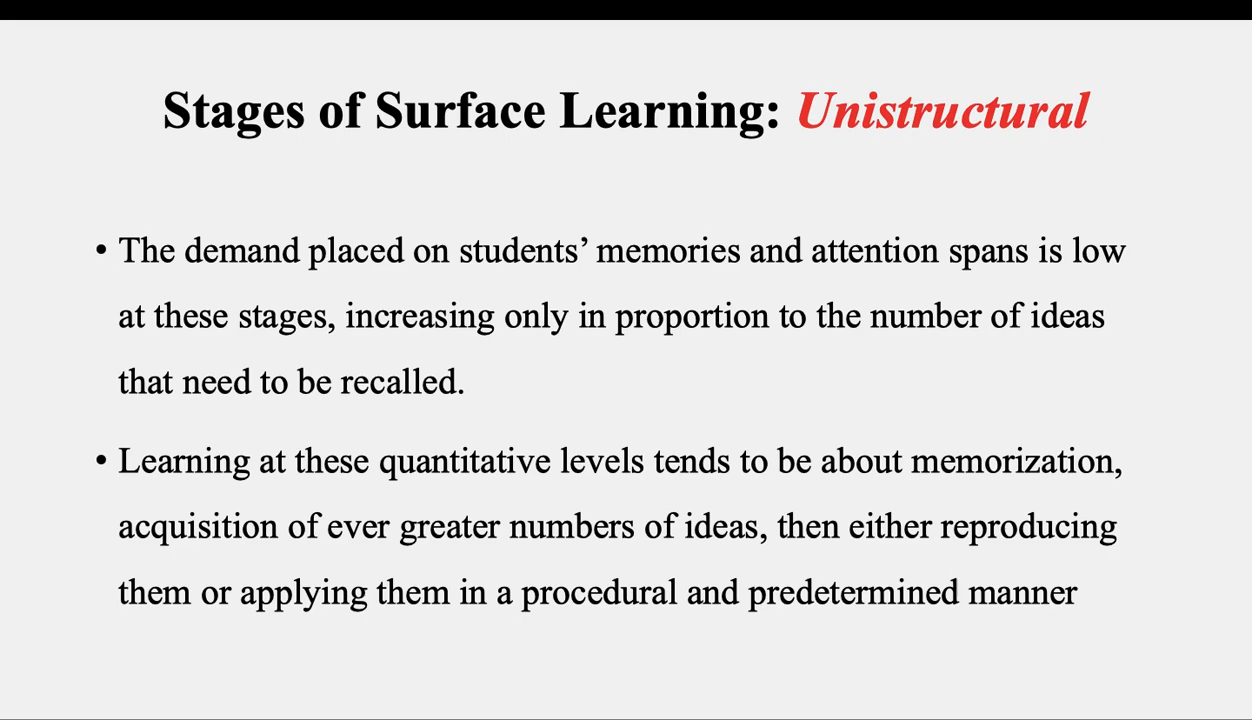 Stages of Surface Learning: Unistructural
• The demand placed on students’ memories and attention spans is low
at these stages, increasing only in proportion to the number of ideas
that need to be recalled.
• Learning at these quantitative levels tends to be about memorization,
acquisition of ever greater numbers of ideas, then either reproducing
them or applying them in a procedural and predetermined manner